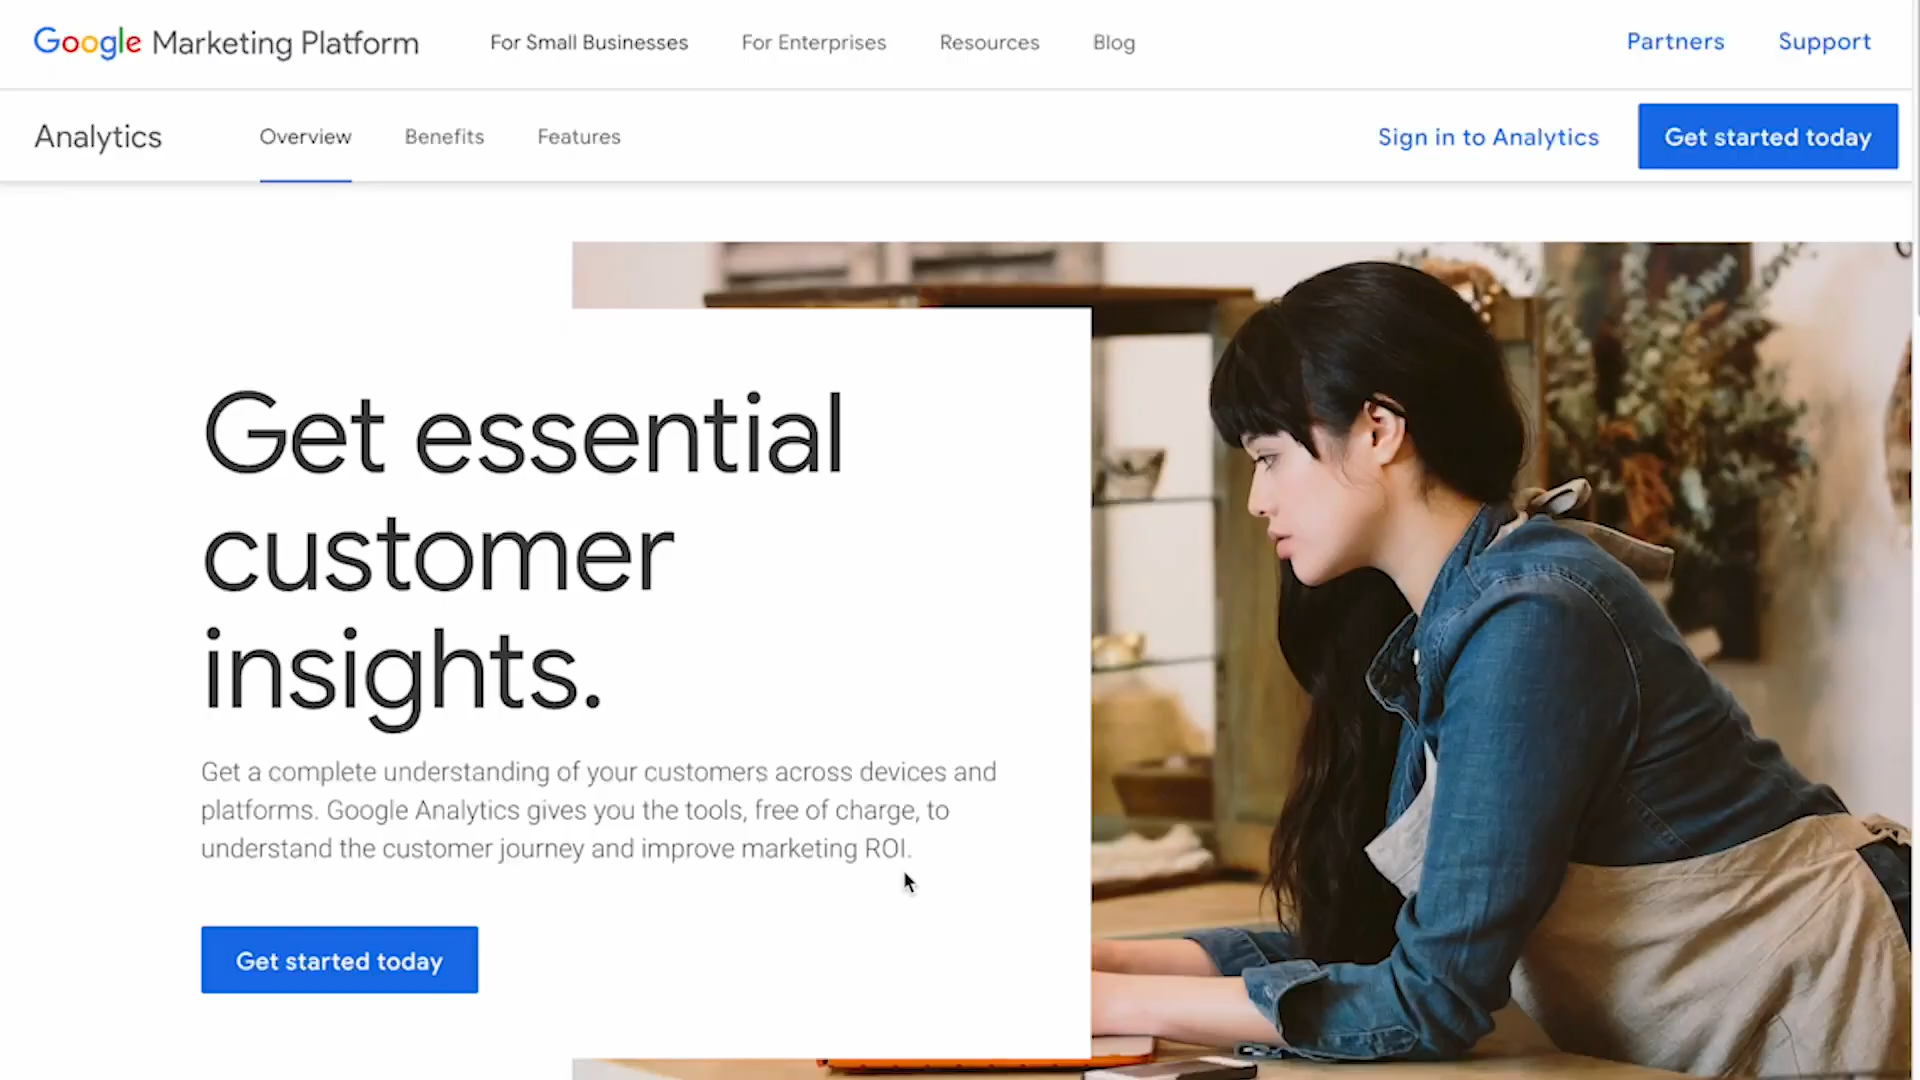 Google Marketing Platform For Small Businesses For Enterprises Resources Blog Partners Support
Analytics Overview Benefits Features Sign in to Analytics Get started today
Get essential
customer
insights.
Get a complete understanding of your customers across devices and
platforms. Google Analytics gives you the tools, free of charge, to
understand the customer journey and improve marketing ROI.
Get started today